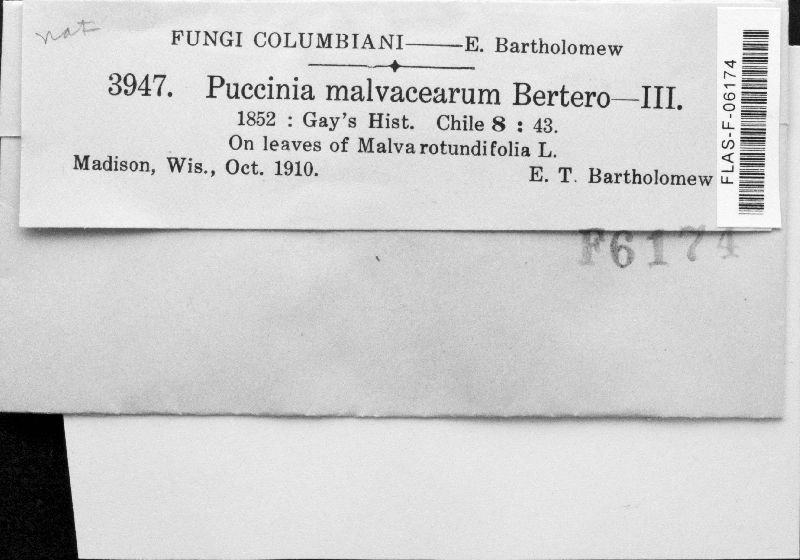 nat
FUNGI COLUMBIANI——E. Bartholomew
3947. Puccinia malvacearum Bertero—III.
1852 : Gay's Hist. Chile 8 : 43.
On leaves of Malva rotundifolia L.
Madison, Wis., Oct. 1910. E. T. Bartholomew
FLAS-F-06174
F6174